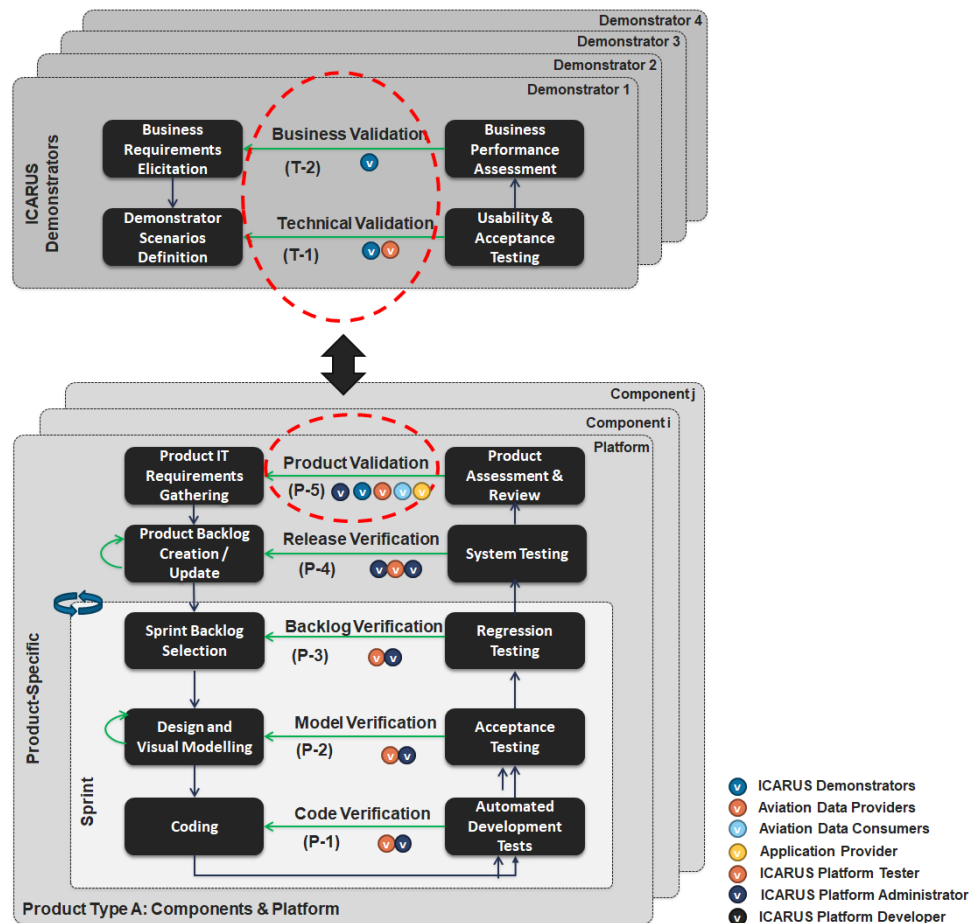 Demonstrator 4
Demonstrator 3
Demonstrator 2
Demonstrator 1
ICARUS
Demonstrators
Business
Requirements
Elicitation
Business Validation
(T-2)
v
Business
Performance
Assessment
Demonstrator
Scenarios
Definition
Technical Validation
(T-1)
v v
Usability &
Acceptance
Testing
Component j
Component i
Platform
Product-Specific
Product IT
Requirements
Gathering
Product Validation
(P-5)
v v v v v
Product
Assessment &
Review
Product Backlog
Creation /
Update
Release Verification
(P-4)
v v v
System Testing
Sprint
Sprint Backlog
Selection
Backlog Verification
(P-3)
v v
Regression
Testing
Design and
Visual Modelling
Model Verification
(P-2)
v v
Acceptance
Testing
Coding
Code Verification
(P-1)
v v
Automated
Development
Tests
Product Type A: Components & Platform
v ICARUS Demonstrators
v Aviation Data Providers
v Aviation Data Consumers
v Application Provider
v ICARUS Platform Tester
v ICARUS Platform Administrator
v ICARUS Platform Developer